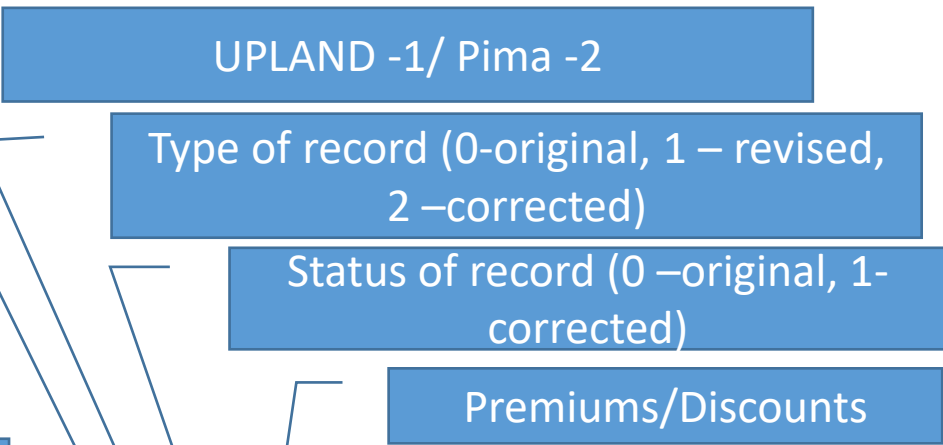 UPLAND -1/ Pima -2
Type of record (0-original, 1 – revised,
2 –corrected)
Status of record (0 –original, 1-
corrected)
Premiums/Discounts